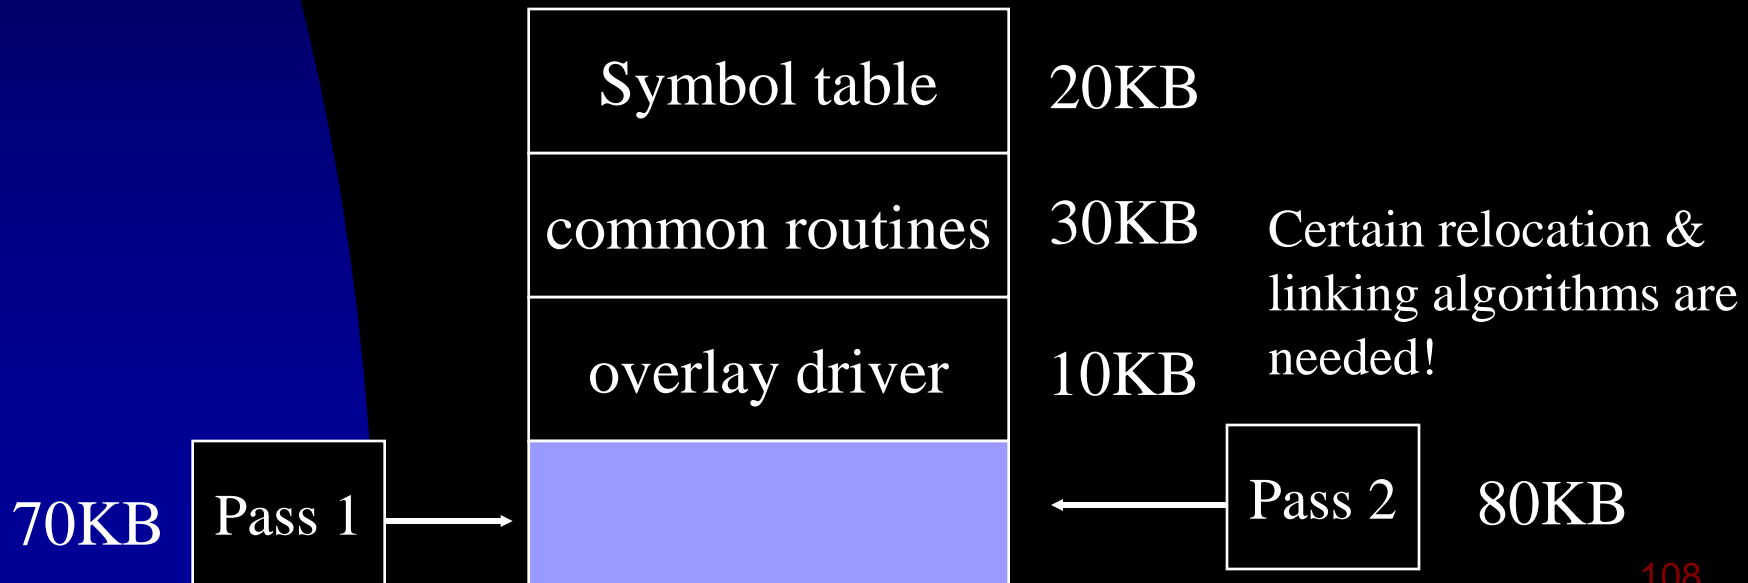 Symbol table 20KB
common routines 30KB
Certain relocation &
linking algorithms are
needed!
overlay driver 10KB
70KB Pass 1
Pass 2 80KB
108